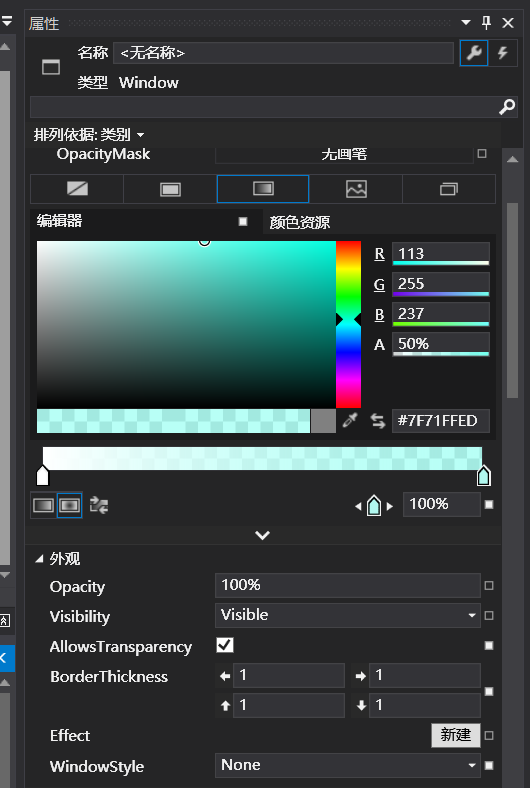 属性
名称 <无名称>
类型 Window
排列依据: 类别
OpacityMask 无画笔
编辑器 颜色资源
R 113
G 255
B 237
A 50%
#7F71FFED
100%
外观
Opacity 100%
Visibility Visible
AllowsTransparency
BorderThickness 1 1
1 1
Effect 新建
WindowStyle None